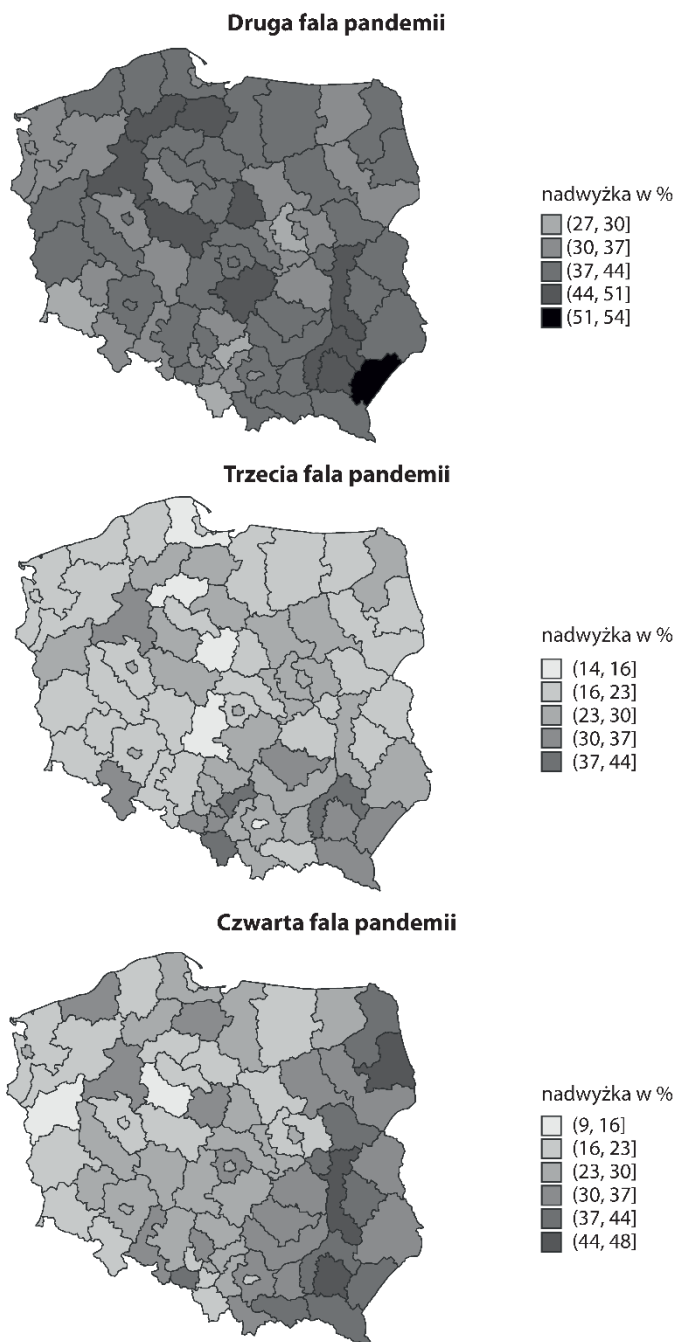 Druga fala pandemii
nadwyżka w %
(27, 30]
(30, 37]
(37, 44]
(44, 51]
(51, 54]
Trzecia fala pandemii
nadwyżka w %
(14, 16]
(16, 23]
(23, 30]
(30, 37]
(37, 44]
Czwarta fala pandemii
nadwyżka w %
(9, 16]
(16, 23]
(23, 30]
(30, 37]
(37, 44]
(44, 48]